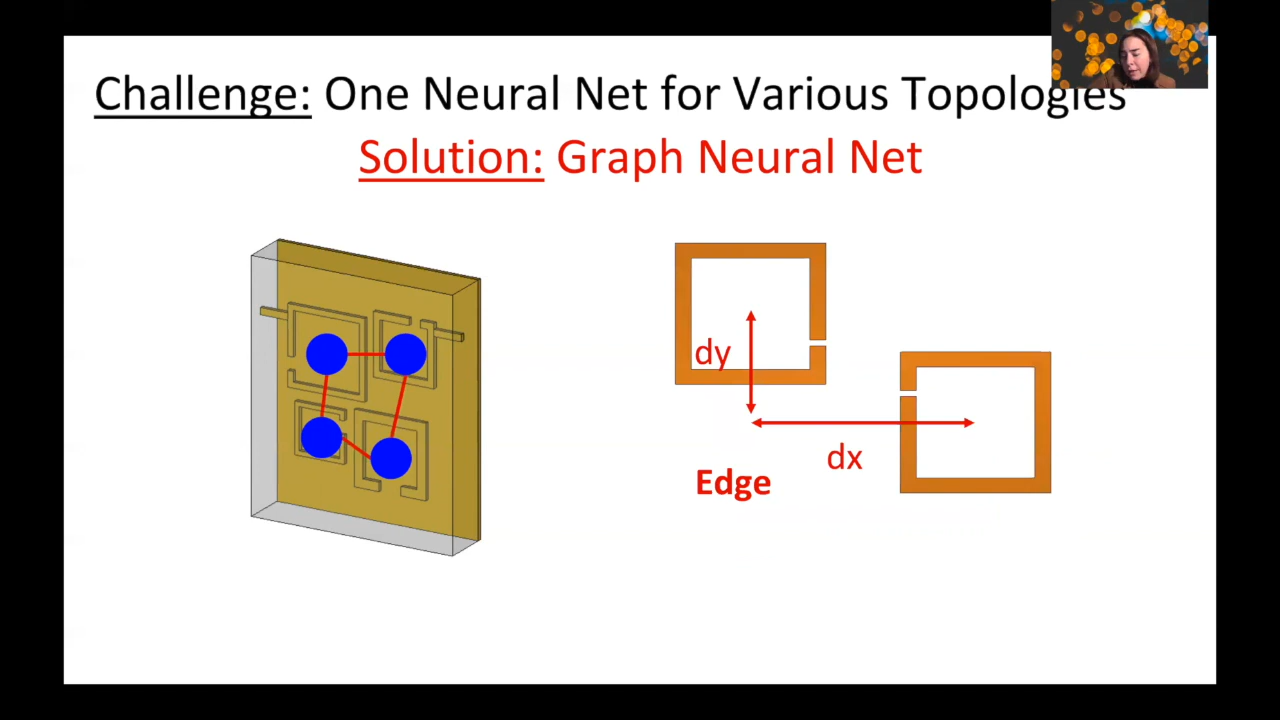 Challenge: One Neural Net for Various Topologies
Solution: Graph Neural Net
dy
dx
Edge